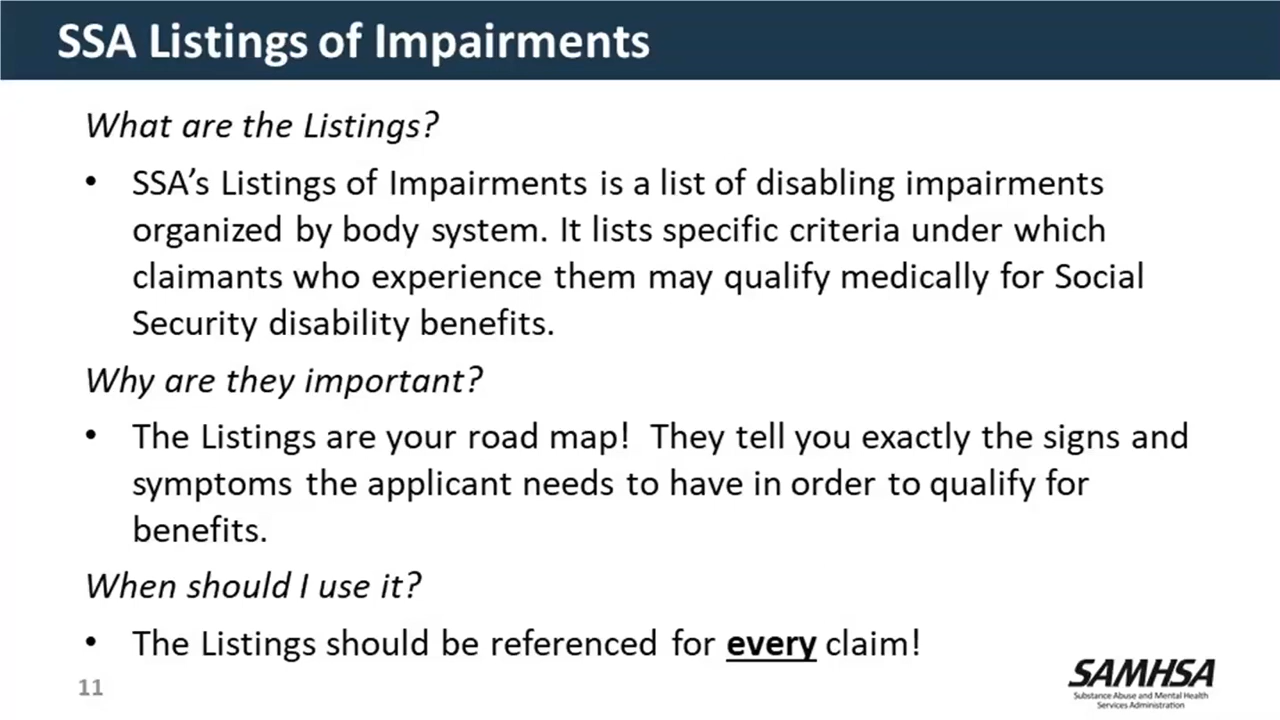 SSA Listings of Impairments
What are the Listings?
• SSA’s Listings of Impairments is a list of disabling impairments
organized by body system. It lists specific criteria under which
claimants who experience them may qualify medically for Social
Security disability benefits.
Why are they important?
• The Listings are your road map! They tell you exactly the signs and
symptoms the applicant needs to have in order to qualify for
benefits.
When should I use it?
• The Listings should be referenced for every claim!
11
SAMHSA
Substance Abuse and Mental Health
Services Administration